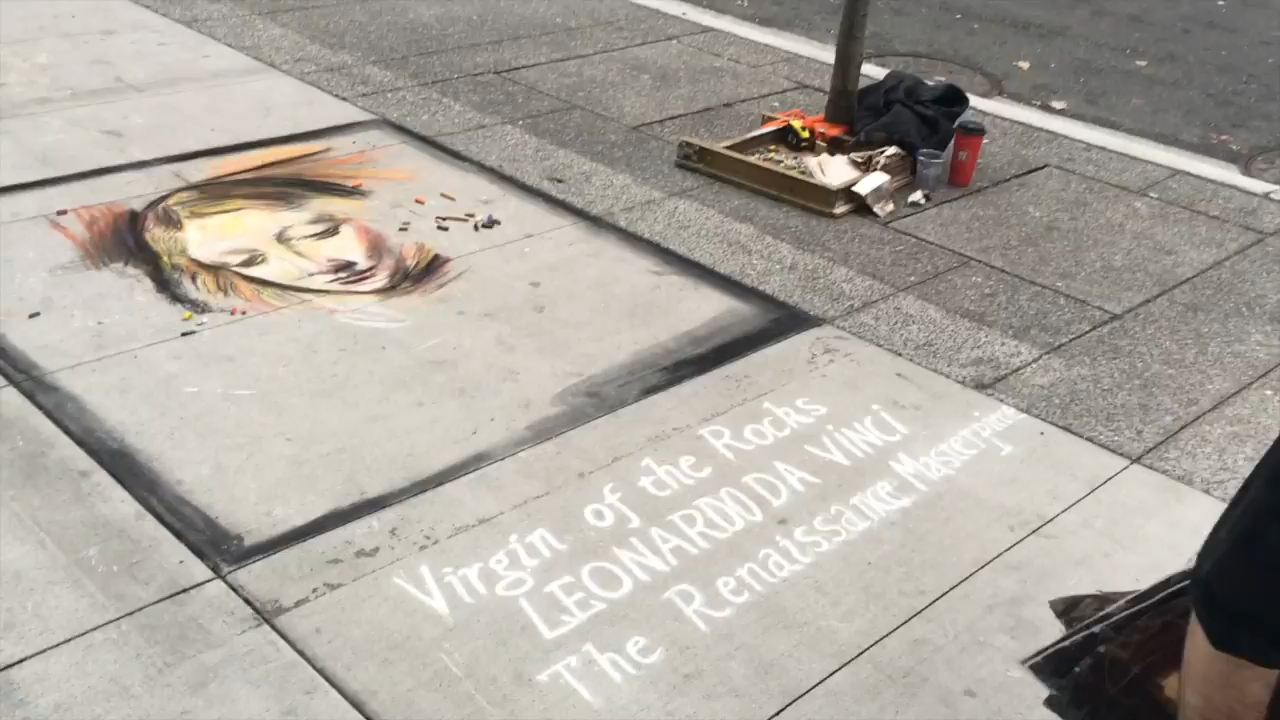 Virgin of the Rocks
LEONARDO DA VINCI
The Renaissance Masterpiece